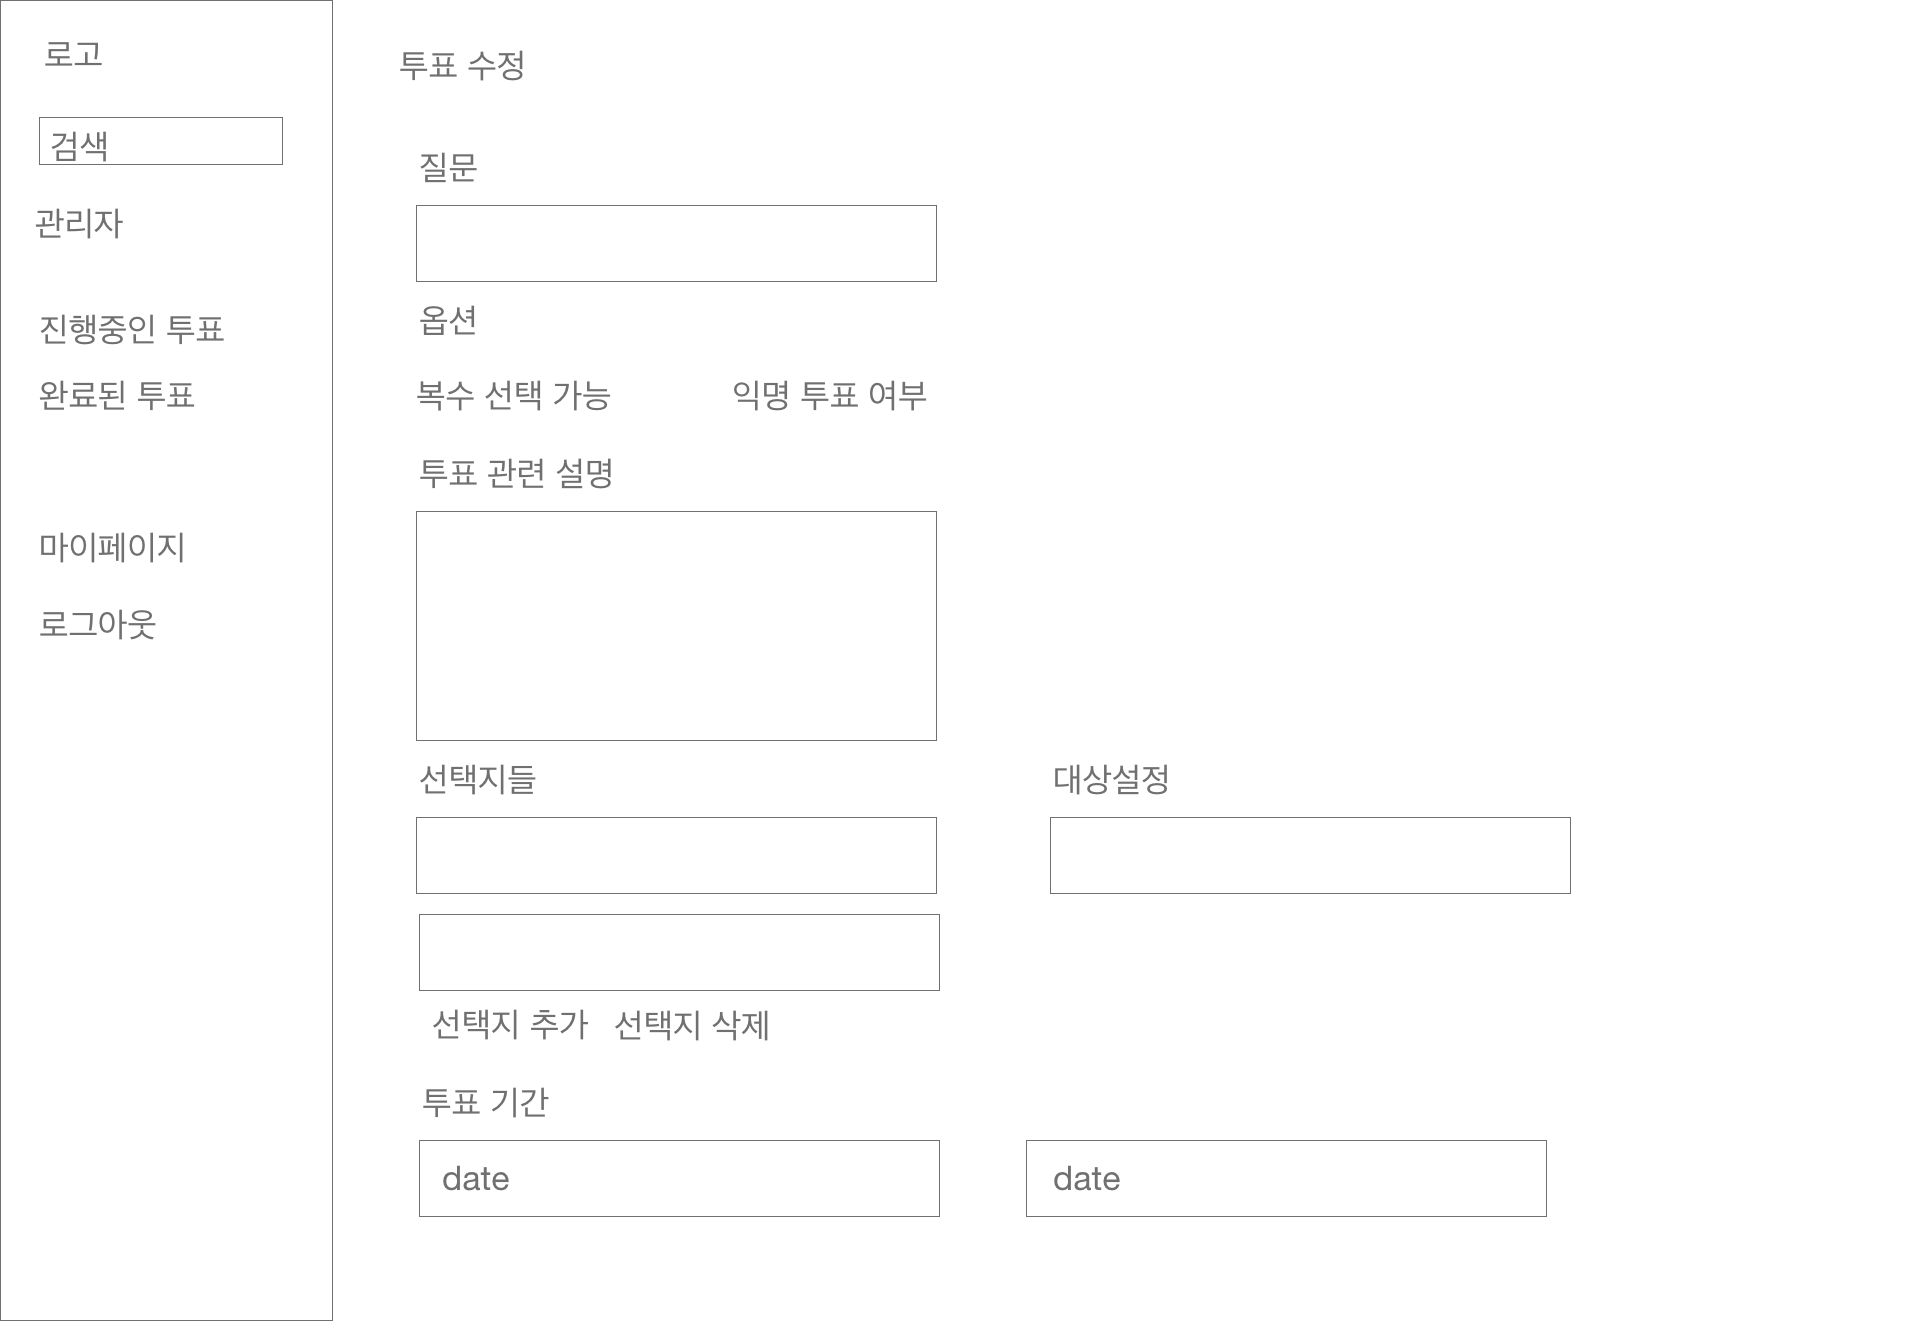 로고
검색
관리자
진행중인 투표
완료된 투표
마이페이지
로그아웃
투표 수정
질문
옵션
복수 선택 가능
익명 투표 여부
투표 관련 설명
선택지들
대상설정
선택지 추가
선택지 삭제
투표 기간
date
date